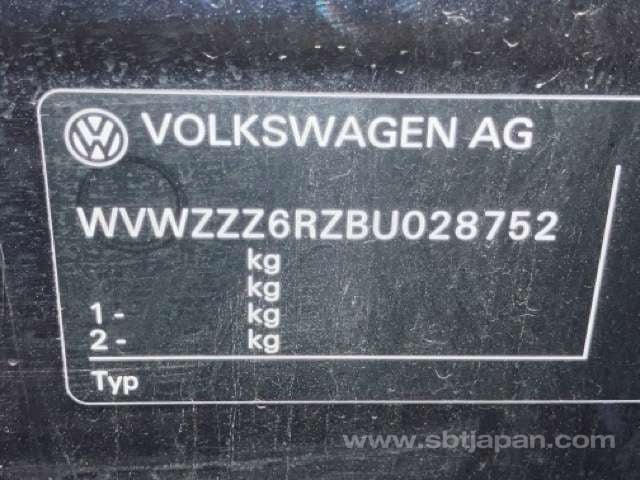 VOLKSWAGEN AG
WVWZZZ6RZBU028752
kg
kg
1 - kg
2 - kg
Typ
www.sbtjapan.com